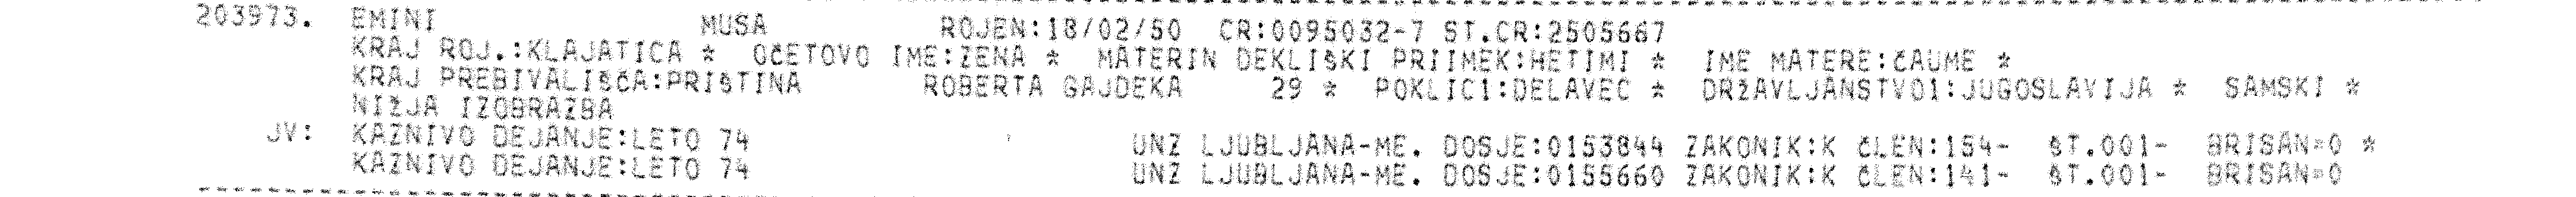 203973. EMINI MUSA ROJEN:18/02/50 CR:0095032-7 ST.CR:2505667
KRAJ ROJ.:KLAJATICA * OČETOVO IME:ZENA * MATERIN DEKLIŠKI PRIIMEK:HETIMI * IME MATERE:ČAUME *
KRAJ PREBIVALIŠČA:PRIŠTINA ROBERTA GAJDEKA 29 * POKLIC1:DELAVEC * DRŽAVLJANSTVO1:JUGOSLAVIJA * SAMSKI *
NIŽJA IZOBRAZBA
JV: KAZNIVO DEJANJE:LETO 74 UNZ LJUBLJANA-ME. DOSJE:0153844 ZAKONIK:K ČLEN:154- ŠT.001- BRISAN=0 *
KAZNIVO DEJANJE:LETO 74 UNZ LJUBLJANA-ME. DOSJE:0155660 ZAKONIK:K ČLEN:141- ŠT.001- BRISAN=0